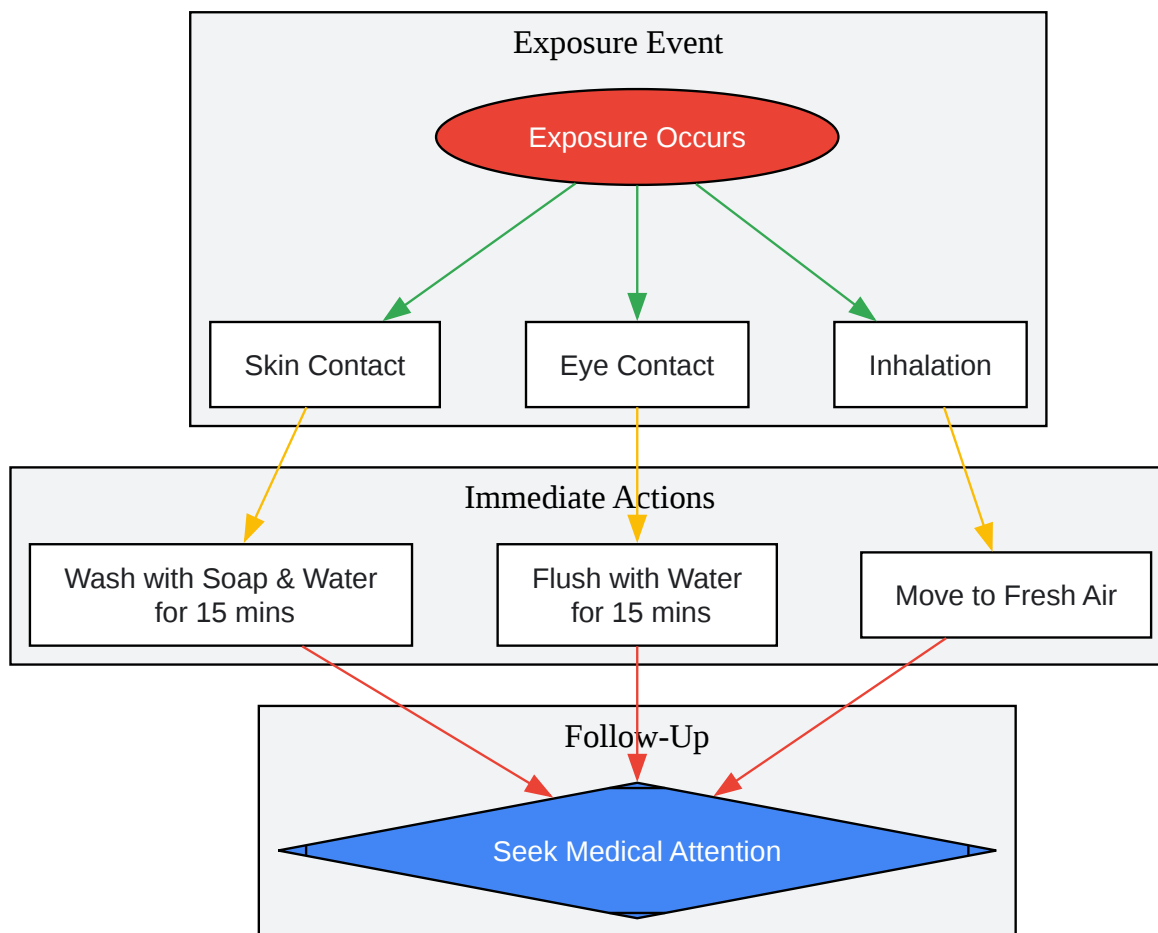 Exposure Event
Exposure Occurs
Skin Contact
Eye Contact
Inhalation
Immediate Actions
Wash with Soap & Water
for 15 mins
Flush with Water
for 15 mins
Move to Fresh Air
Follow-Up
Seek Medical Attention